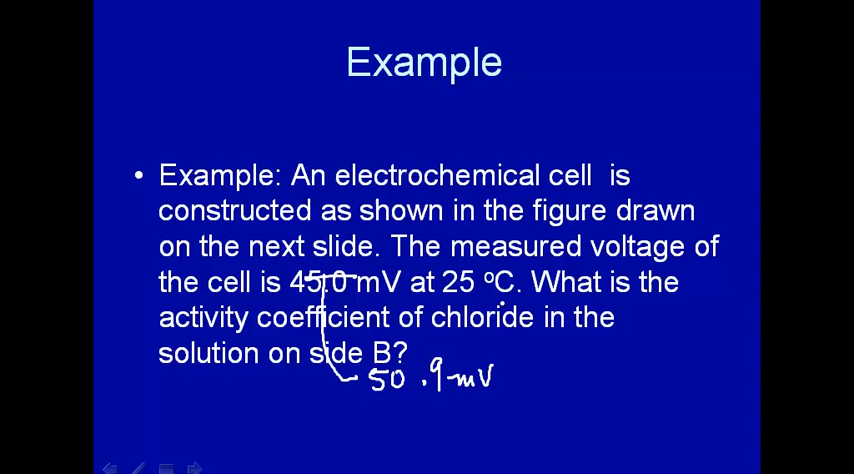 Example
• Example: An electrochemical cell is
constructed as shown in the figure drawn
on the next slide. The measured voltage of
the cell is 45.0 mV at 25 ºC. What is the
activity coefficient of chloride in the
solution on side B?
50.9mV